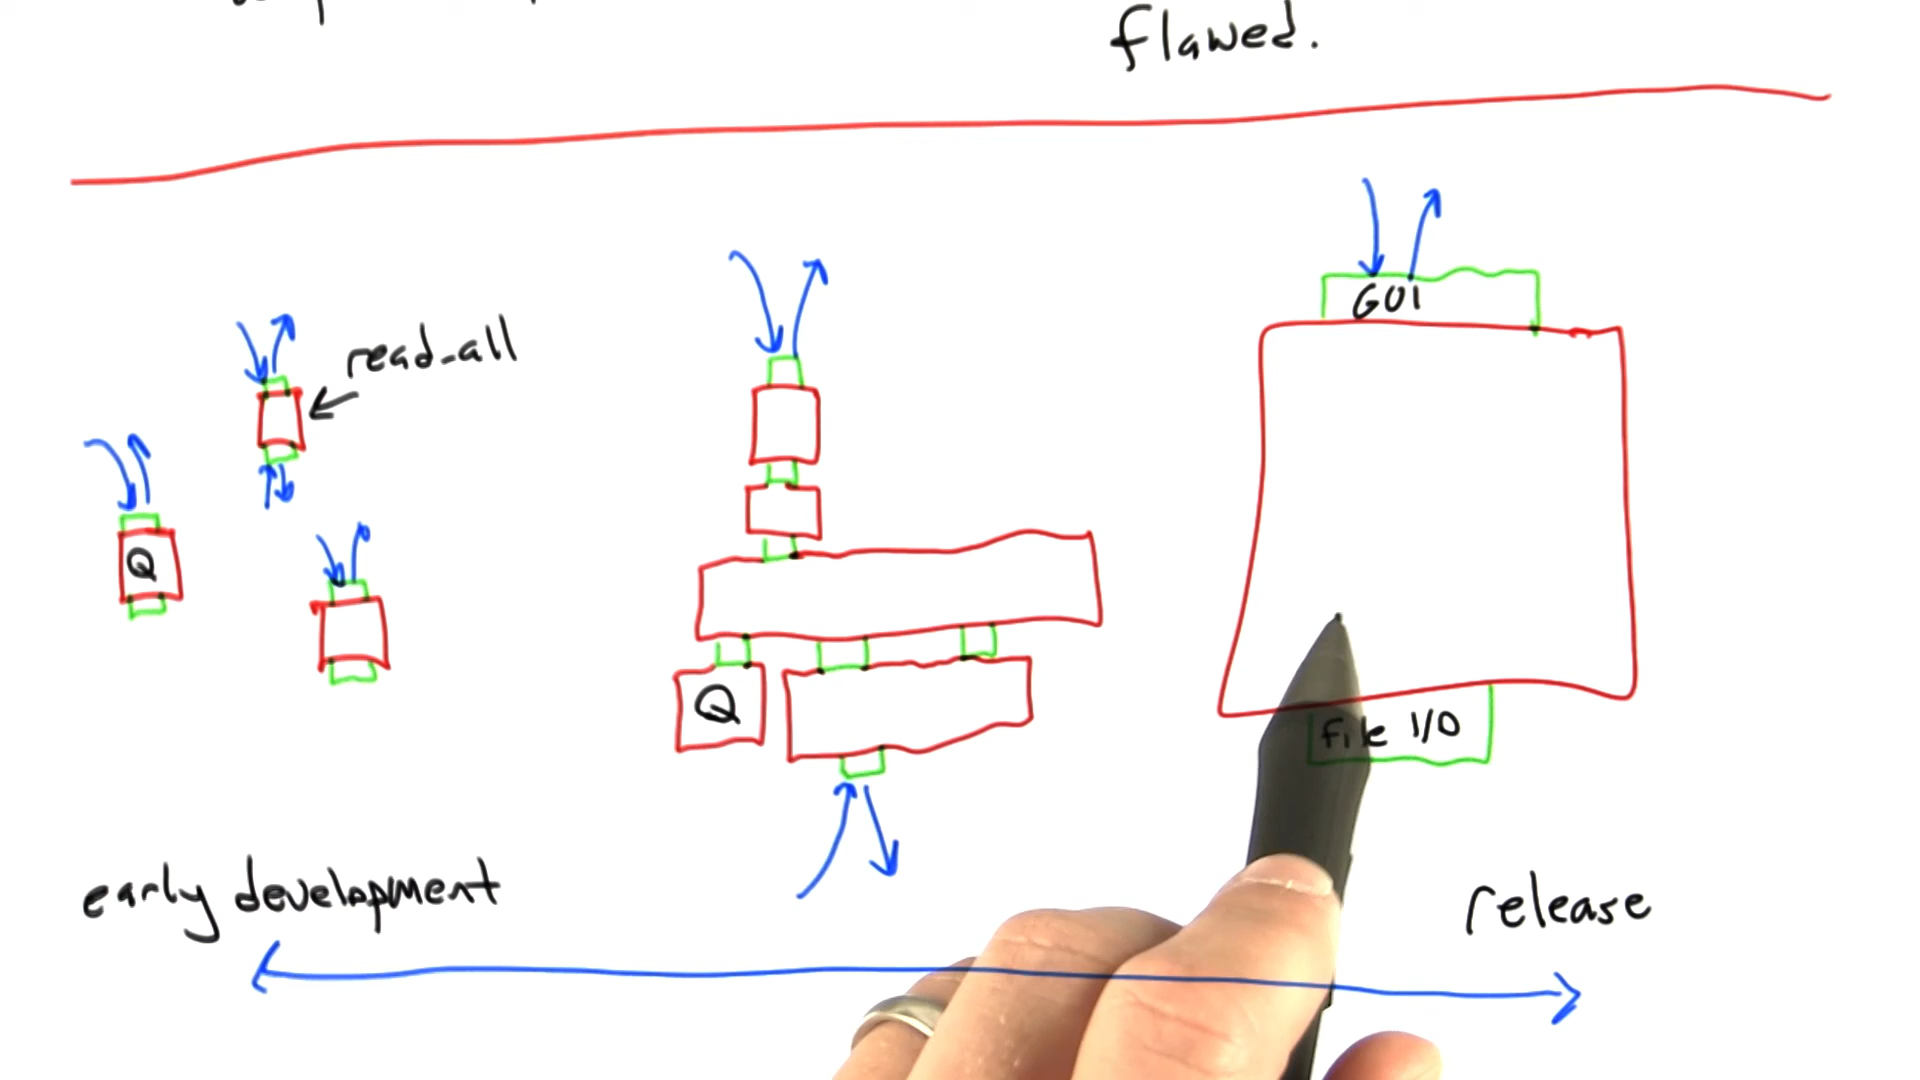 flawed.
GUI
read_all
Q
Q
file I/O
early development
release